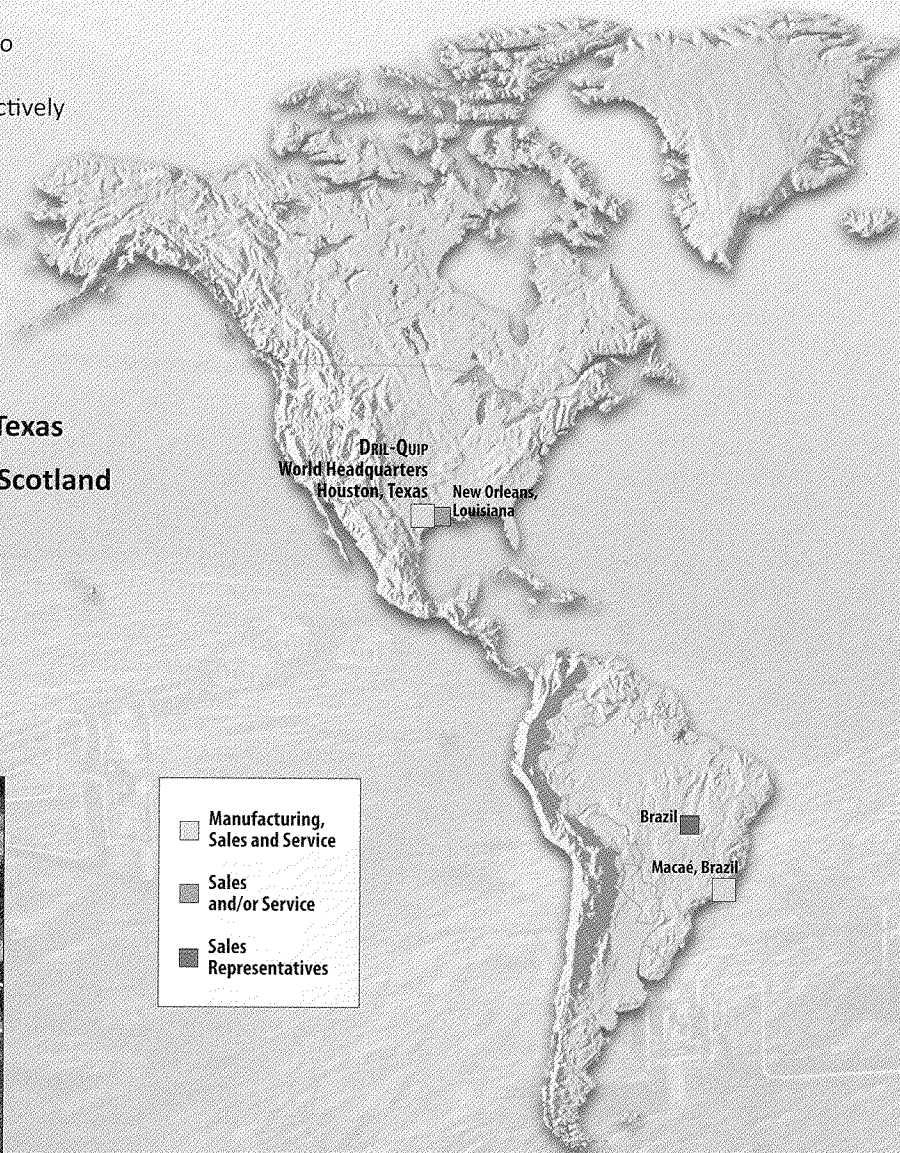 o
ctively
Texas
Scotland
DRIL-QUIP
World Headquarters
Houston, Texas
New Orleans,
Louisiana
Manufacturing,
Sales and Service
Sales
and/or Service
Sales
Representatives
Brazil
Macaé, Brazil